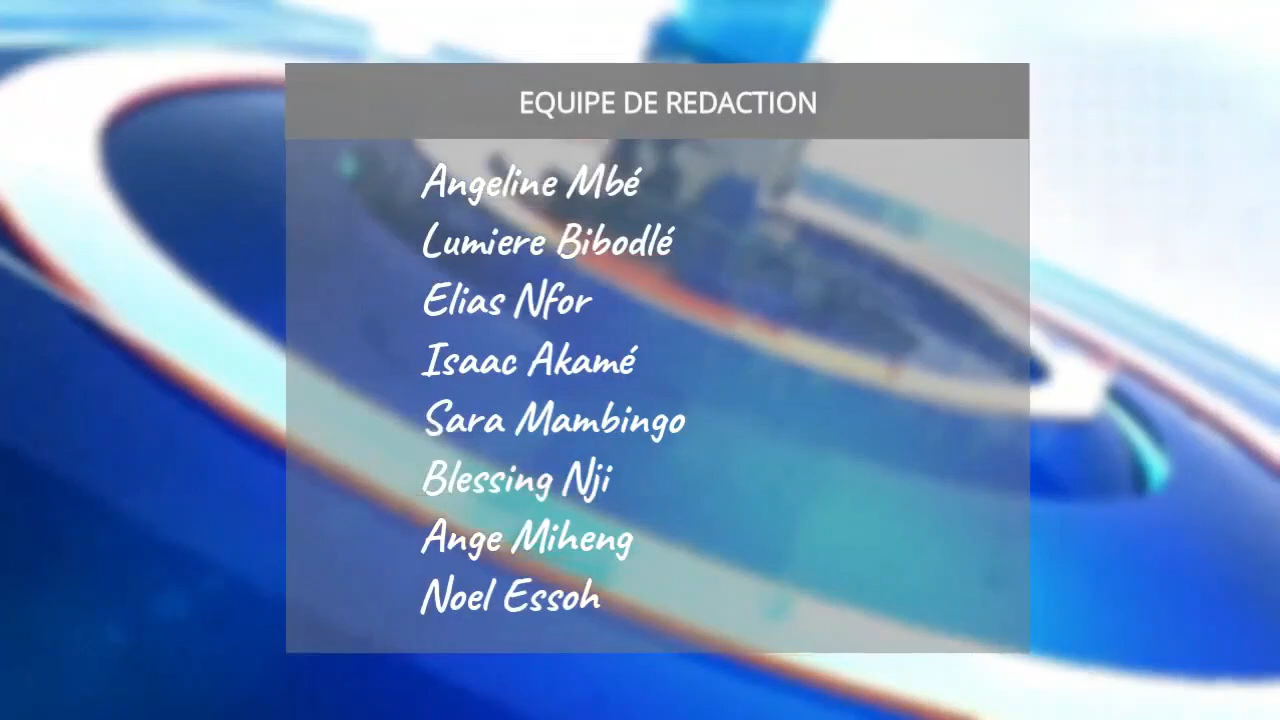 EQUIPE DE REDACTION
Angeline Mbé
Lumiere Bibodlé
Elias Nfor
Isaac Akamé
Sara Mambingo
Blessing Nji
Ange Miheng
Noel Essoh